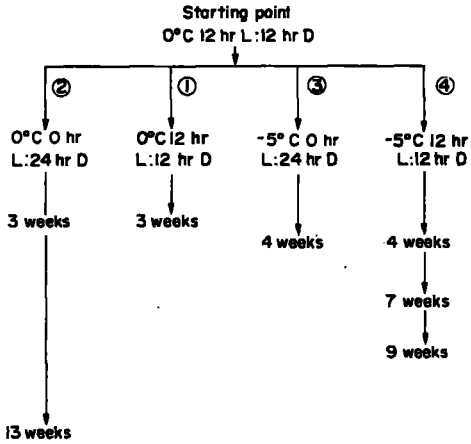 Starting point
0°C 12 hr L:12 hr D
② ① ③ ④
0°C 0 hr
L:24 hr D
3 weeks
13 weeks
0°C 12 hr
L:12 hr D
3 weeks
-5°C 0 hr
L:24 hr D
4 weeks
-5°C 12 hr
L:12 hr D
4 weeks
7 weeks
9 weeks